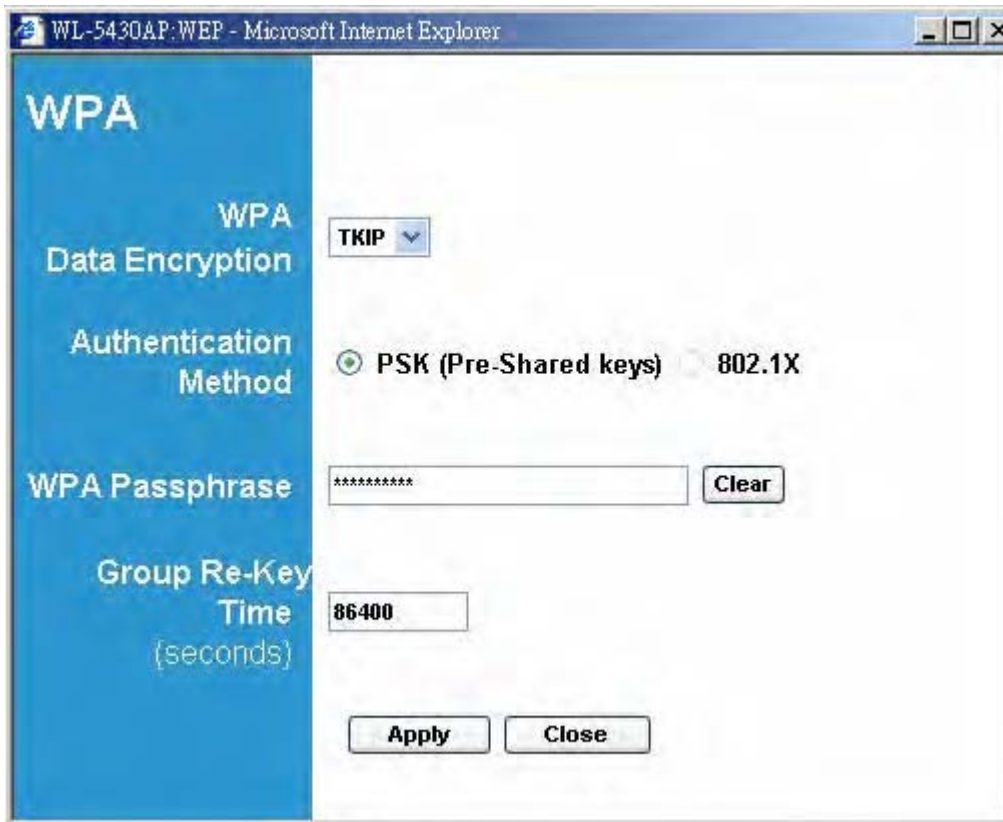 WL-5430AP:WEP - Microsoft Internet Explorer
WPA
WPA
Data Encryption
TKIP
Authentication
Method
PSK (Pre-Shared keys) 802.1X
WPA Passphrase
**********
Clear
Group Re-Key
Time
(seconds)
86400
Apply Close